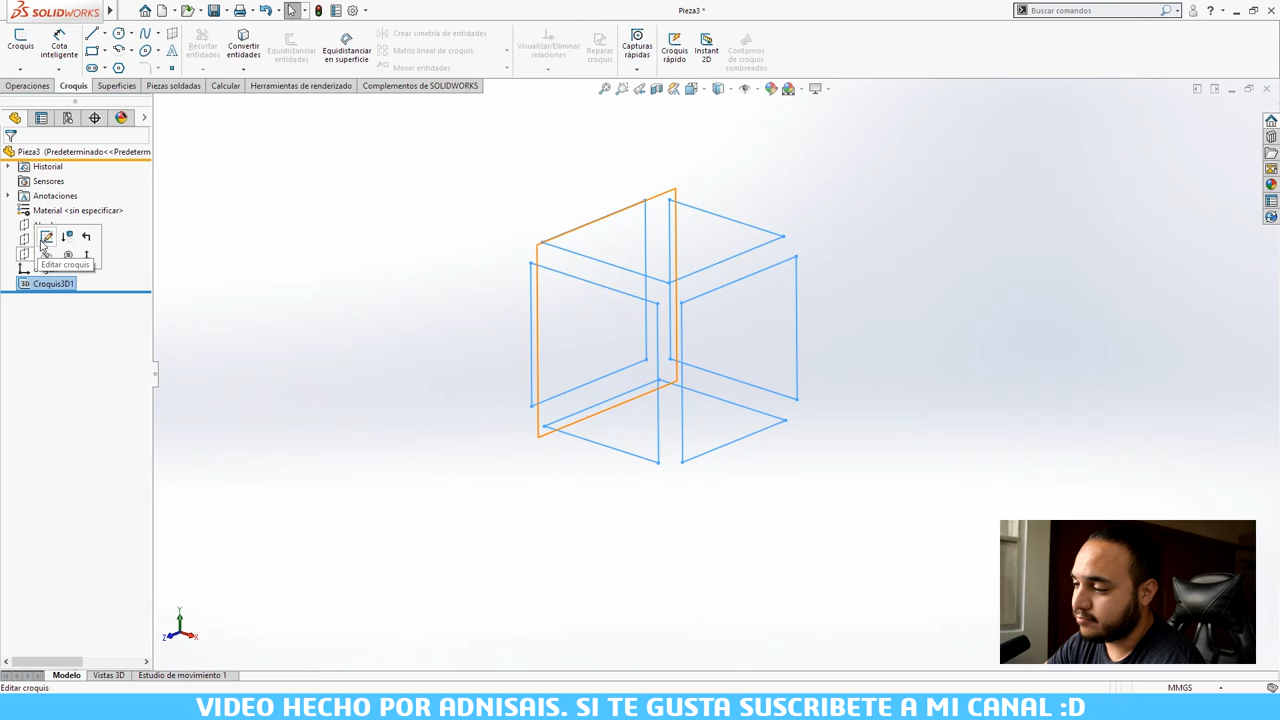 SOLIDWORKS
Pieza3 *
Buscar comandos
Croquis
Cota inteligente
Recortar entidades
Convertir entidades
Equidistanciar entidades
Equidistanciar en superficie
Crear simetría de entidades
Matriz lineal de croquis
Mover entidades
Visualizar/Eliminar relaciones
Reparar croquis
Capturas rápidas
Croquis rápido
Instant 2D
Contornos de croquis sombreados
Operaciones
Croquis
Superficies
Piezas soldadas
Calcular
Herramientas de renderizado
Complementos de SOLIDWORKS
Pieza3 (Predeterminado<<Predeterm
Historial
Sensores
Anotaciones
Material <sin especificar>
Editar croquis
3D Croquis3D1
Y
Z
X
Modelo
Vistas 3D
Estudio de movimiento 1
Editar croquis
MMGS
VIDEO HECHO POR ADNISAIS. SI TE GUSTA SUSCRIBETE A MI CANAL :D